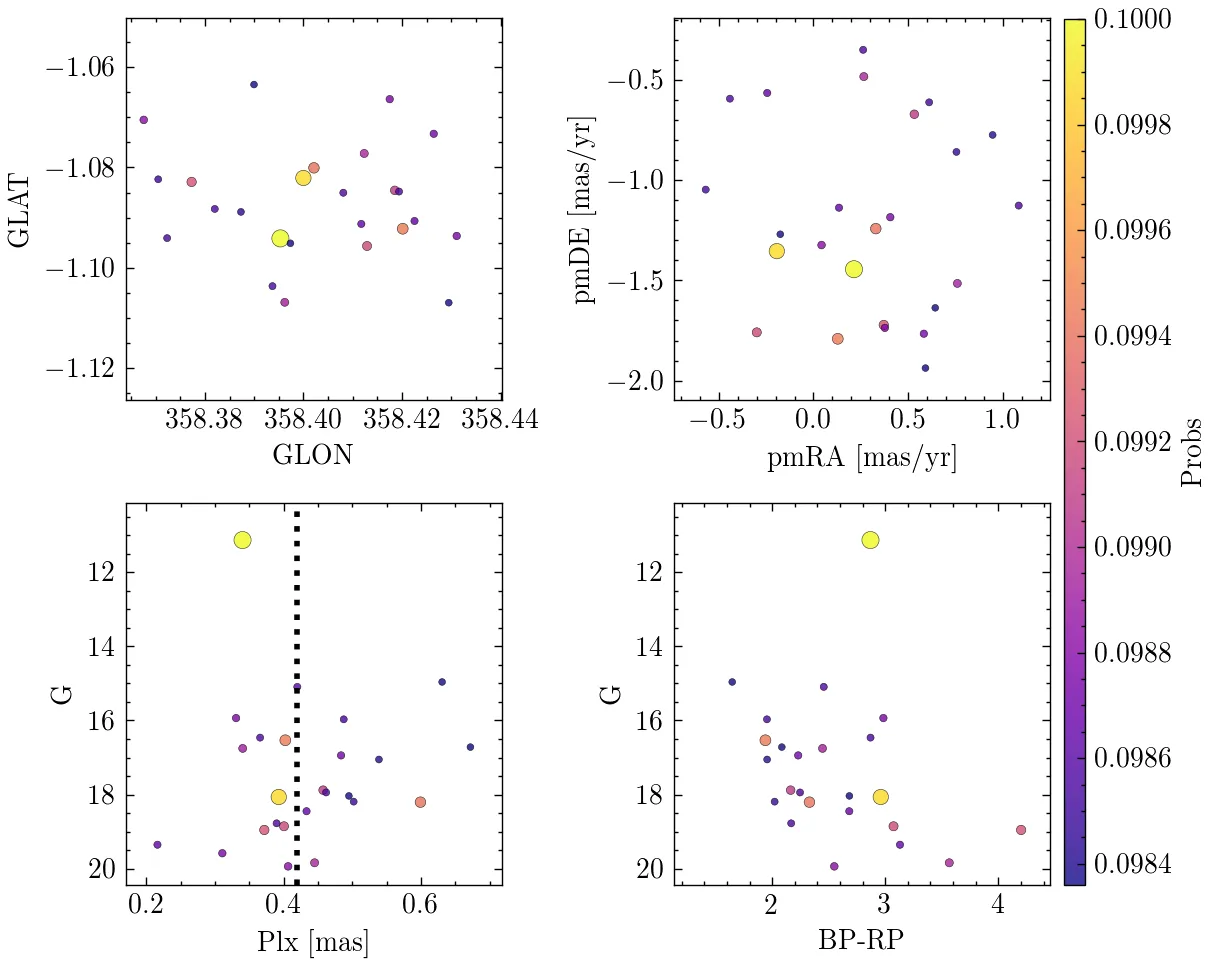 −1.06
−1.08
−1.10
−1.12
GLAT
358.38 358.40 358.42 358.44
GLON
−0.5
−1.0
−1.5
−2.0
pmDE [mas/yr]
−0.5 0.0 0.5 1.0
pmRA [mas/yr]
12
14
16
18
20
G
0.2 0.4 0.6
Plx [mas]
12
14
16
18
20
G
2 3 4
BP-RP
0.1000
0.0998
0.0996
0.0994
0.0992
0.0990
0.0988
0.0986
0.0984
Probs